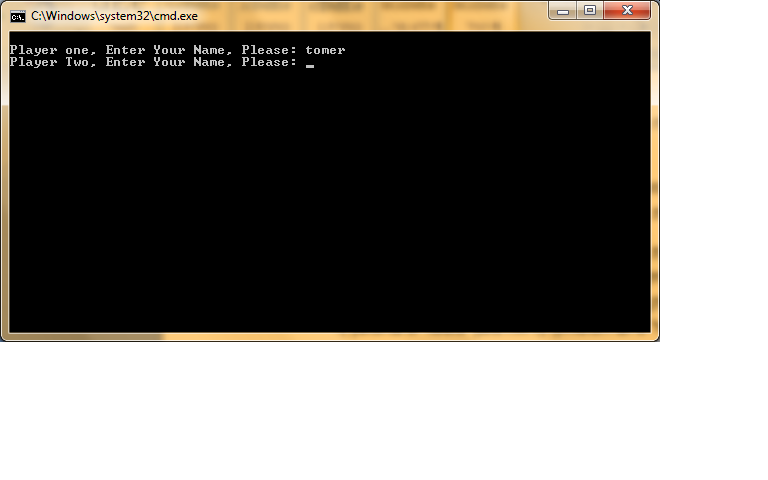 C:\Windows\system32\cmd.exe
Player one, Enter Your Name, Please: tomer
Player Two, Enter Your Name, Please: _